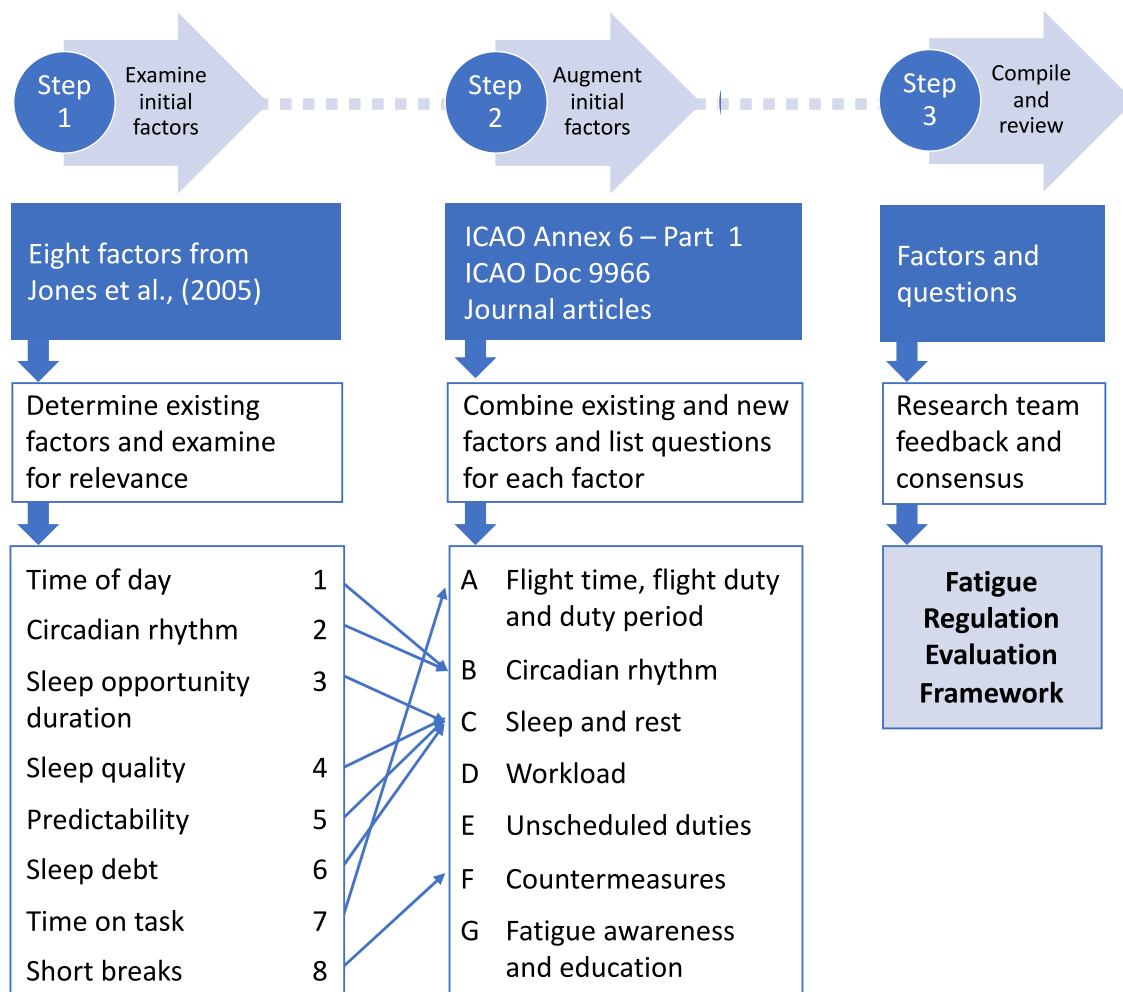 Step
1
Examine
initial
factors
Step
2
Augment
initial
factors
Step
3
Compile
and
review
Eight factors from
Jones et al., (2005)
ICAO Annex 6 – Part 1
ICAO Doc 9966
Journal articles
Factors and
questions
Determine existing
factors and examine
for relevance
Combine existing and new
factors and list questions
for each factor
Research team
feedback and
consensus
Time of day 1
Circadian rhythm 2
Sleep opportunity 3
duration
Sleep quality 4
Predictability 5
Sleep debt 6
Time on task 7
Short breaks 8
A Flight time, flight duty
and duty period
B Circadian rhythm
C Sleep and rest
D Workload
E Unscheduled duties
F Countermeasures
G Fatigue awareness
and education
Fatigue
Regulation
Evaluation
Framework